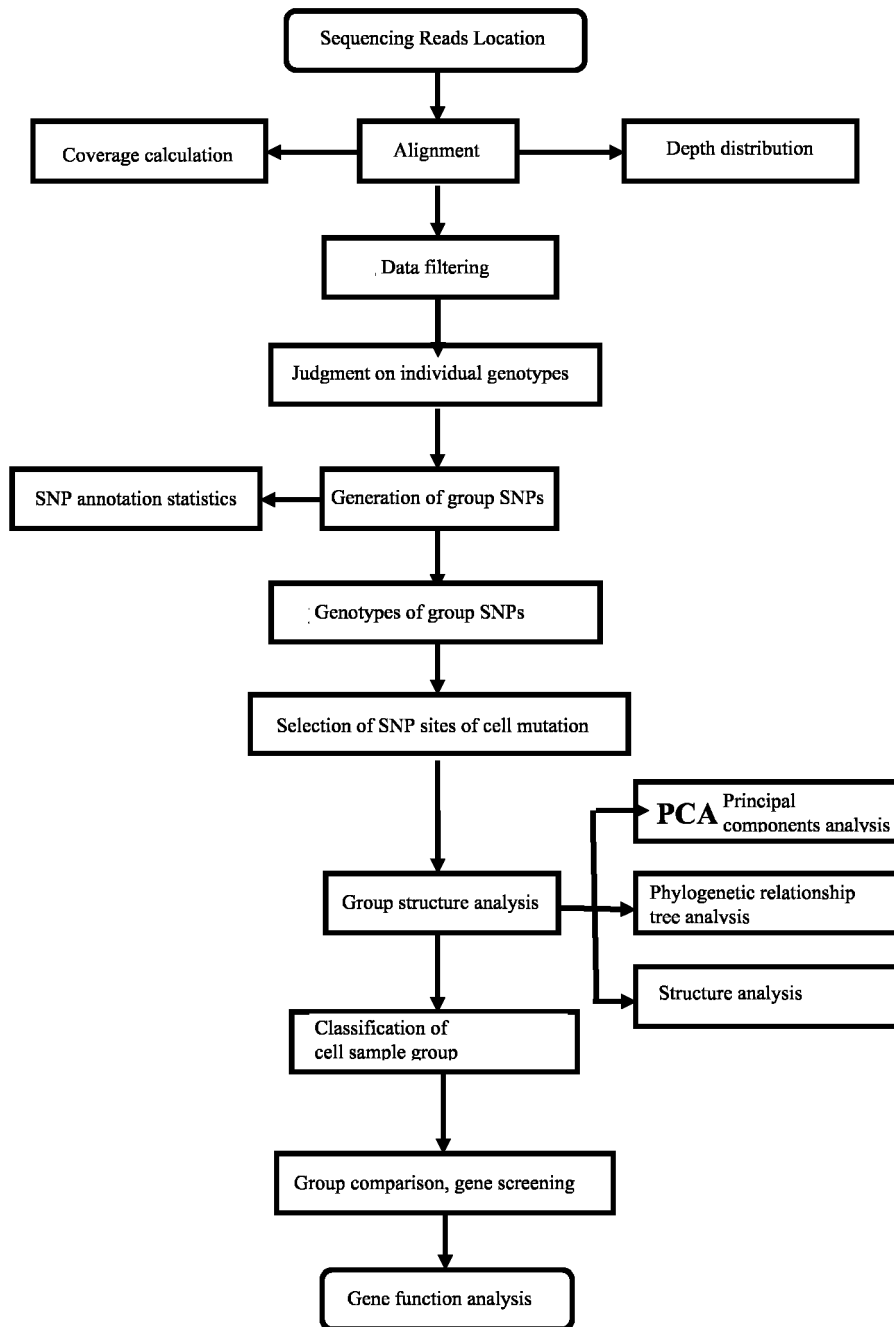 Sequencing Reads Location
Coverage calculation
Alignment
Depth distribution
Data filtering
Judgment on individual genotypes
SNP annotation statistics
Generation of group SNPs
Genotypes of group SNPs
Selection of SNP sites of cell mutation
PCA Principal
components analysis
Group structure analysis
Phylogenetic relationship
tree analysis
Structure analysis
Classification of
cell sample group
Group comparison, gene screening
Gene function analysis